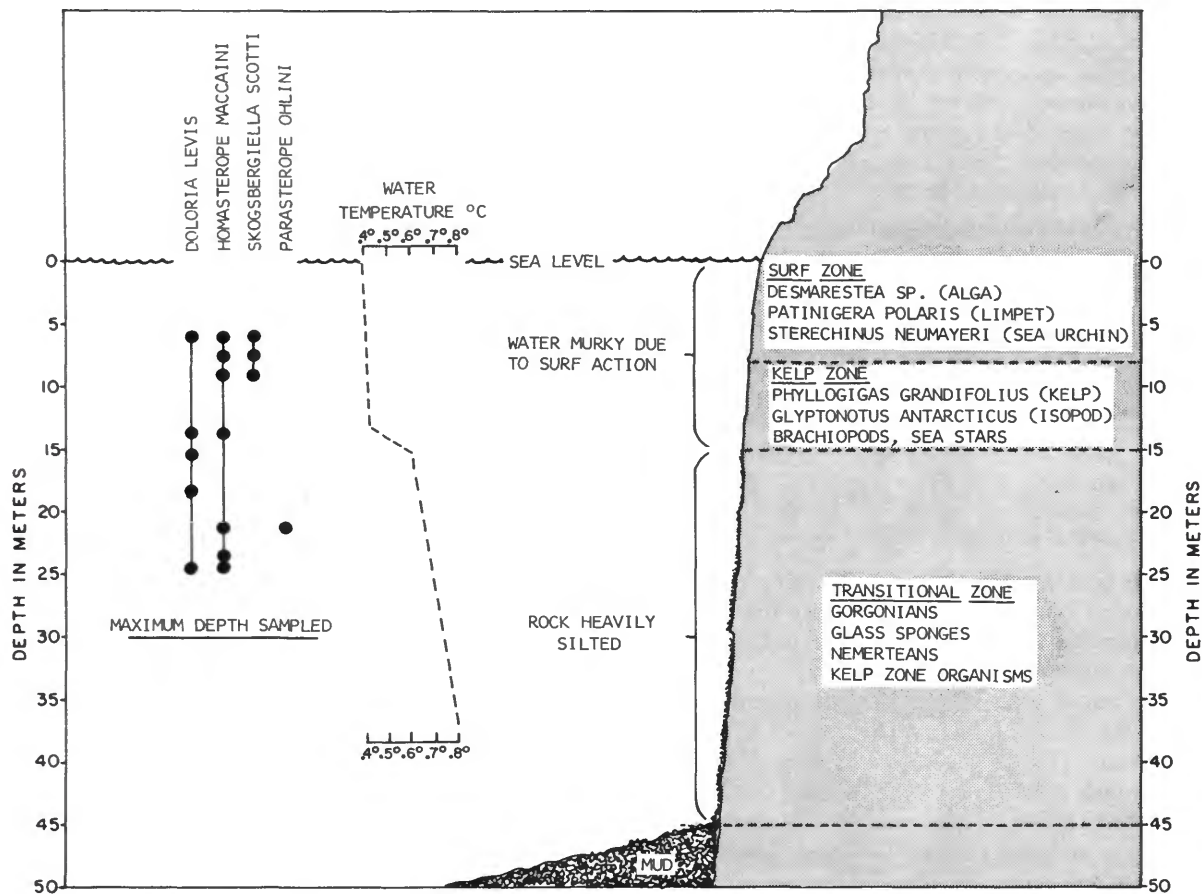 DOLORIA LEVIS
HOMASTEROPE MACCAINI
SKOGSBERGIELLA SCOTTI
PARASTEROPE OHLINI
WATER
TEMPERATURE °C
.4° .5° .6° .7° .8°
SEA LEVEL
0
5
10
15
20
25
30
35
40
45
50
DEPTH IN METERS
MAXIMUM DEPTH SAMPLED
.4° .5° .6° .7° .8°
WATER MURKY DUE
TO SURF ACTION
ROCK HEAVILY
SILTED
MUD
SURF ZONE
DESMARESTEA SP. (ALGA)
PATINIGERA POLARIS (LIMPET)
STERECHINUS NEUMAYERI (SEA URCHIN)
KELP ZONE
PHYLLOGIGAS GRANDIFOLIUS (KELP)
GLYPTONOTUS ANTARCTICUS (ISOPOD)
BRACHIOPODS, SEA STARS
TRANSITIONAL ZONE
GORGONIANS
GLASS SPONGES
NEMERTEANS
KELP ZONE ORGANISMS
0
5
10
15
20
25
30
35
40
45
50
DEPTH IN METERS